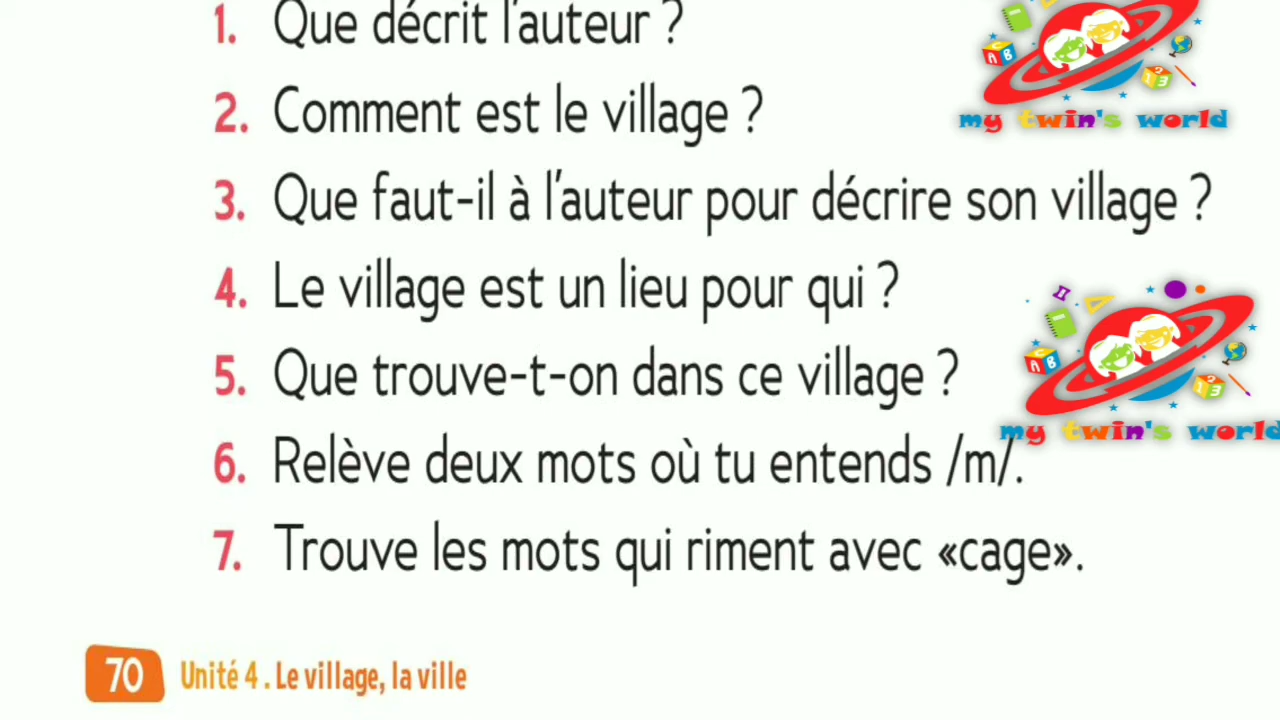 1. Que décrit l'auteur ?
2. Comment est le village ?
my twin's world
3. Que faut-il à l'auteur pour décrire son village ?
4. Le village est un lieu pour qui ?
5. Que trouve-t-on dans ce village ?
my twin's world
6. Relève deux mots où tu entends /m/.
7. Trouve les mots qui riment avec «cage».
70 Unité 4 . Le village, la ville